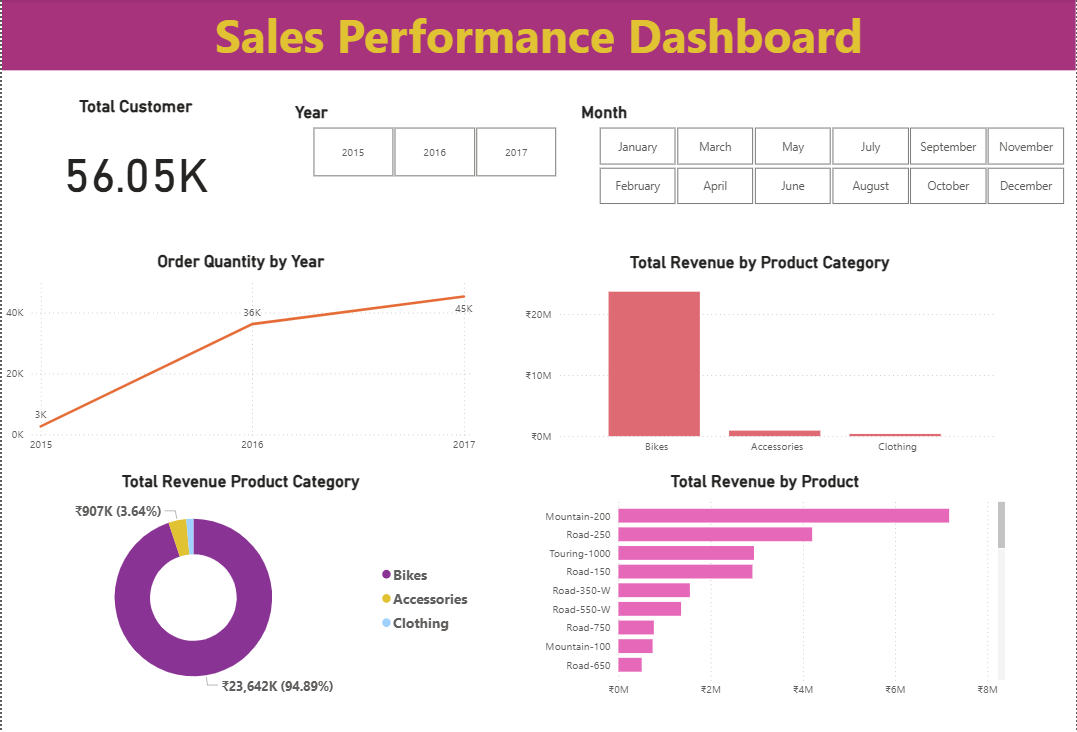 Sales Performance Dashboard
Total Customer
56.05K
Year
2015 2016 2017
Month
January March May July September November
February April June August October December
Order Quantity by Year
40K
20K
0K
3K
36K
45K
2015 2016 2017
Total Revenue by Product Category
₹20M
₹10M
₹0M
Bikes Accessories Clothing
Total Revenue Product Category
₹907K (3.64%)
₹23,642K (94.89%)
Bikes
Accessories
Clothing
Total Revenue by Product
Mountain-200
Road-250
Touring-1000
Road-150
Road-350-W
Road-550-W
Road-750
Mountain-100
Road-650
₹0M ₹2M ₹4M ₹6M ₹8M